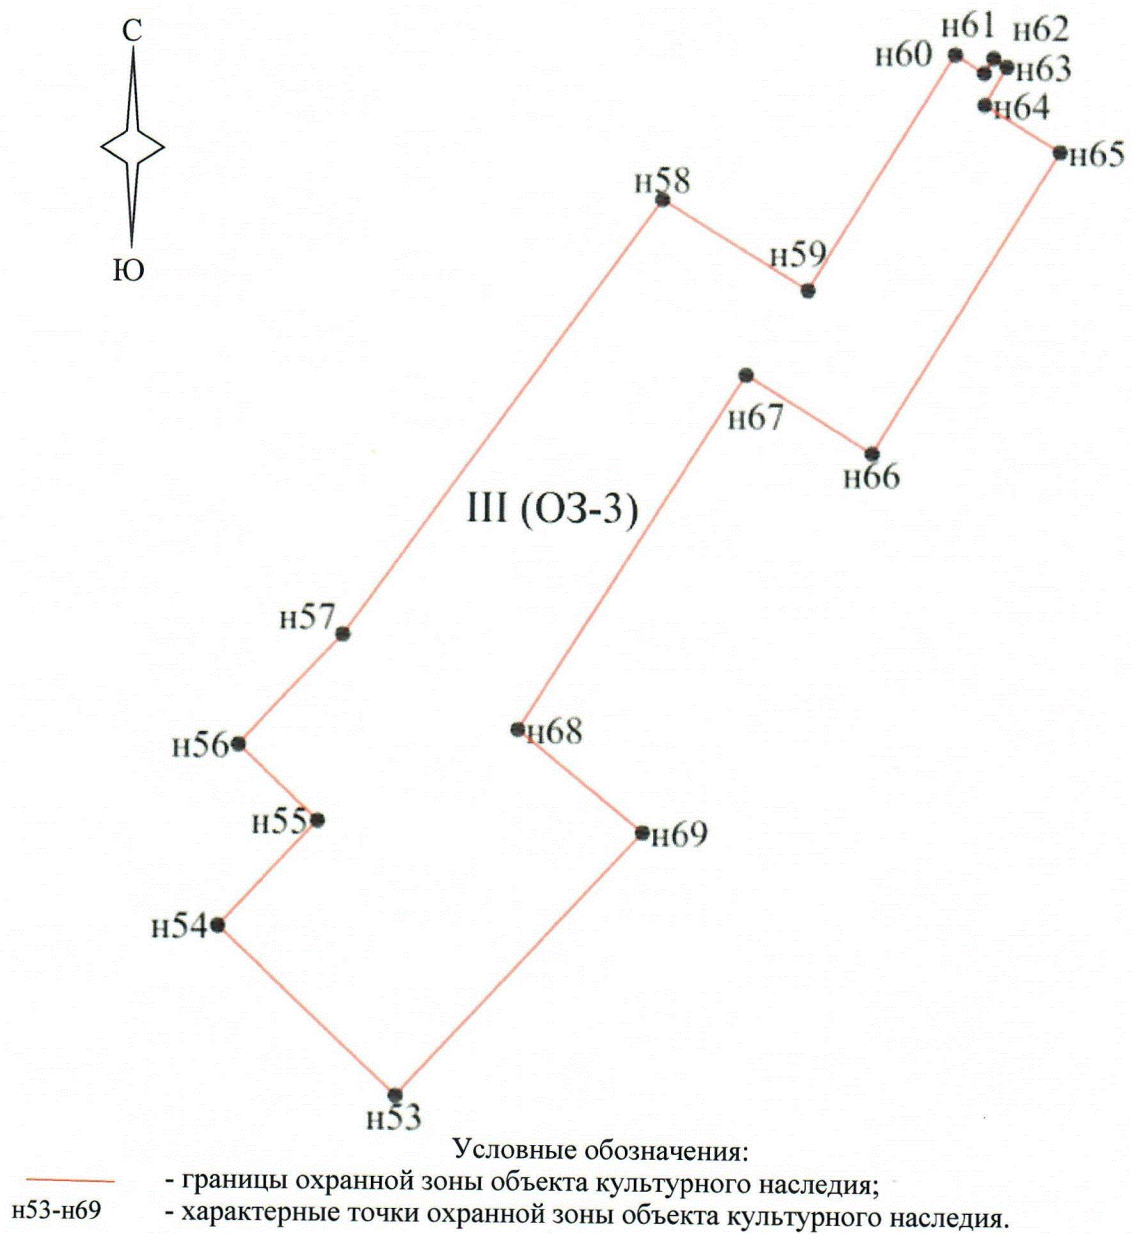 С
Ю
н61 н62
н60
н63
н64
н65
н58
н59
н67
н66
III (ОЗ-3)
н57
н56
н68
н55
н69
н54
н53
Условные обозначения:
- границы охранной зоны объекта культурного наследия;
н53-н69 - характерные точки охранной зоны объекта культурного наследия.